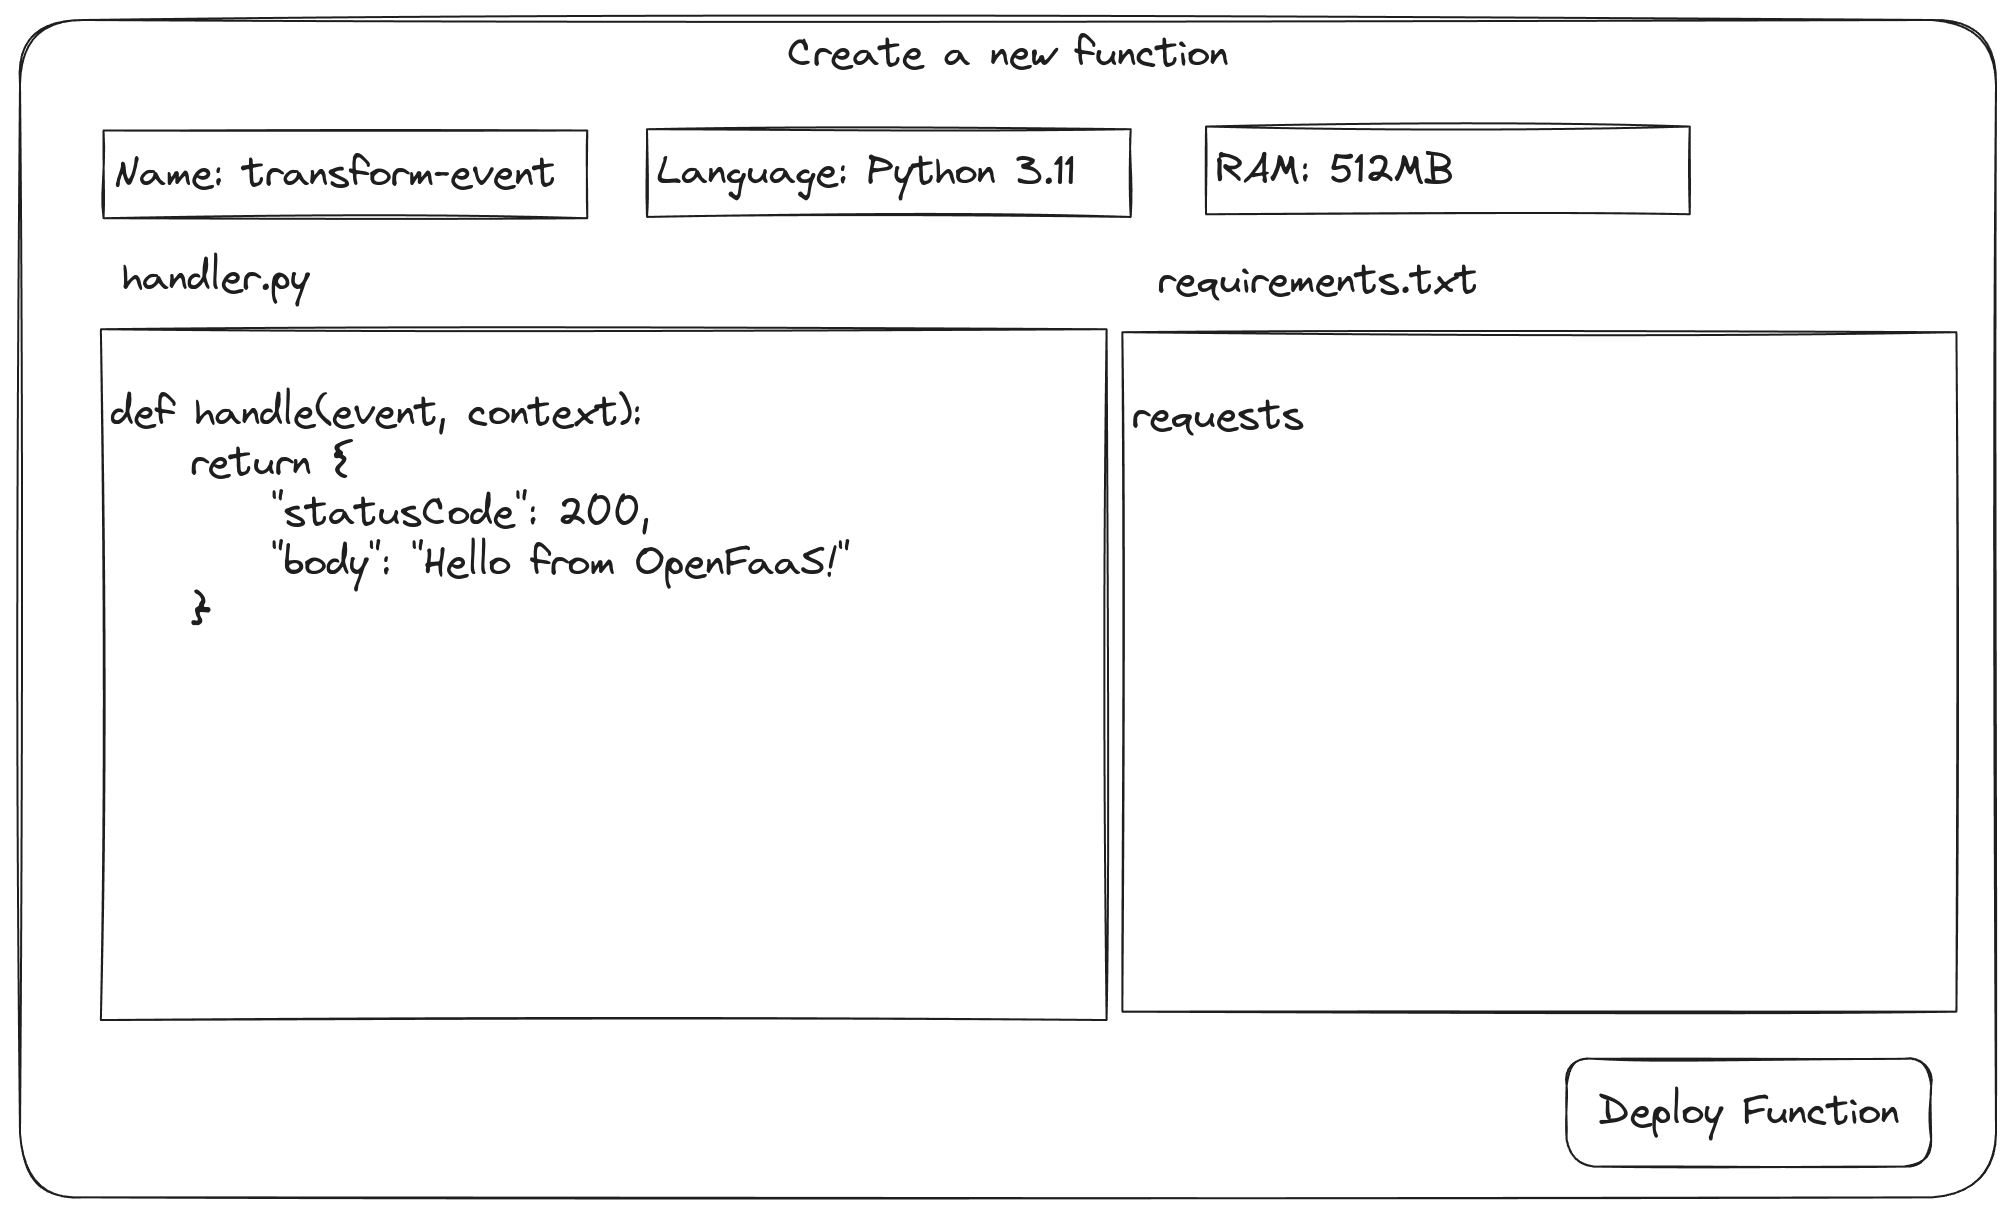 Create a new function
Name: transform-event
Language: Python 3.11
RAM: 512MB
handler.py
def handle(event, context):
    return {
        "statusCode": 200,
        "body": "Hello from OpenFaaS!"
    }
requirements.txt
requests
Deploy Function